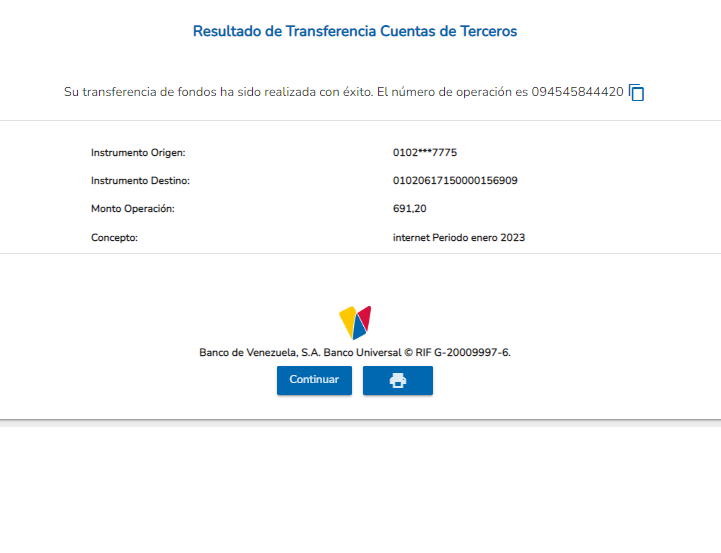 Resultado de Transferencia Cuentas de Terceros
Su transferencia de fondos ha sido realizada con éxito. El número de operación es 094545844420
Instrumento Origen: 0102***7775
Instrumento Destino: 01020617150000156909
Monto Operación: 691,20
Concepto: internet Periodo enero 2023
Banco de Venezuela, S.A. Banco Universal © RIF G-20009997-6.
Continuar